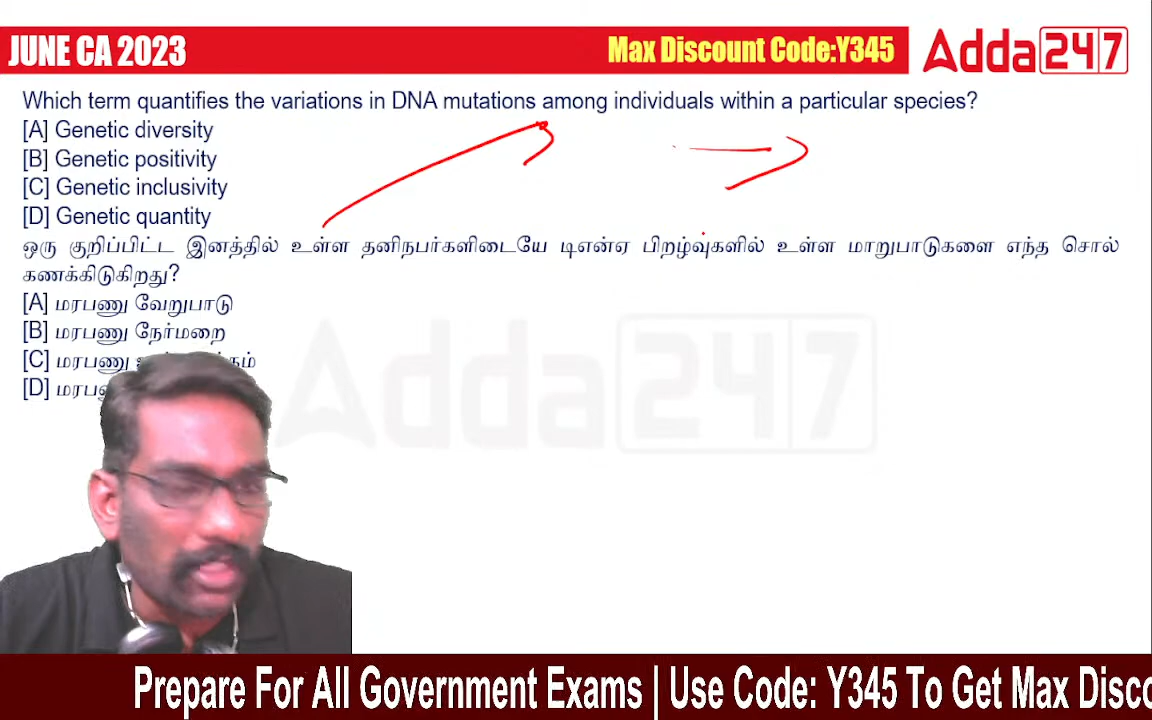 JUNE CA 2023
Max Discount Code:Y345
Adda247
Which term quantifies the variations in DNA mutations among individuals within a particular species?
[A] Genetic diversity
[B] Genetic positivity
[C] Genetic inclusivity
[D] Genetic quantity
ஒரு குறிப்பிட்ட இனத்தில் உள்ள தனிநபர்களிடையே டிஎன்ஏ பிறழ்வுகளில் உள்ள மாறுபாடுகளை எந்த சொல்
கணக்கிடுகிறது?
[A] மரபணு வேறுபாடு
[B] மரபணு நேர்மறை
[C] மரபணு
[D]
Adda247
Prepare For All Government Exams | Use Code: Y345 To Get Max Disco